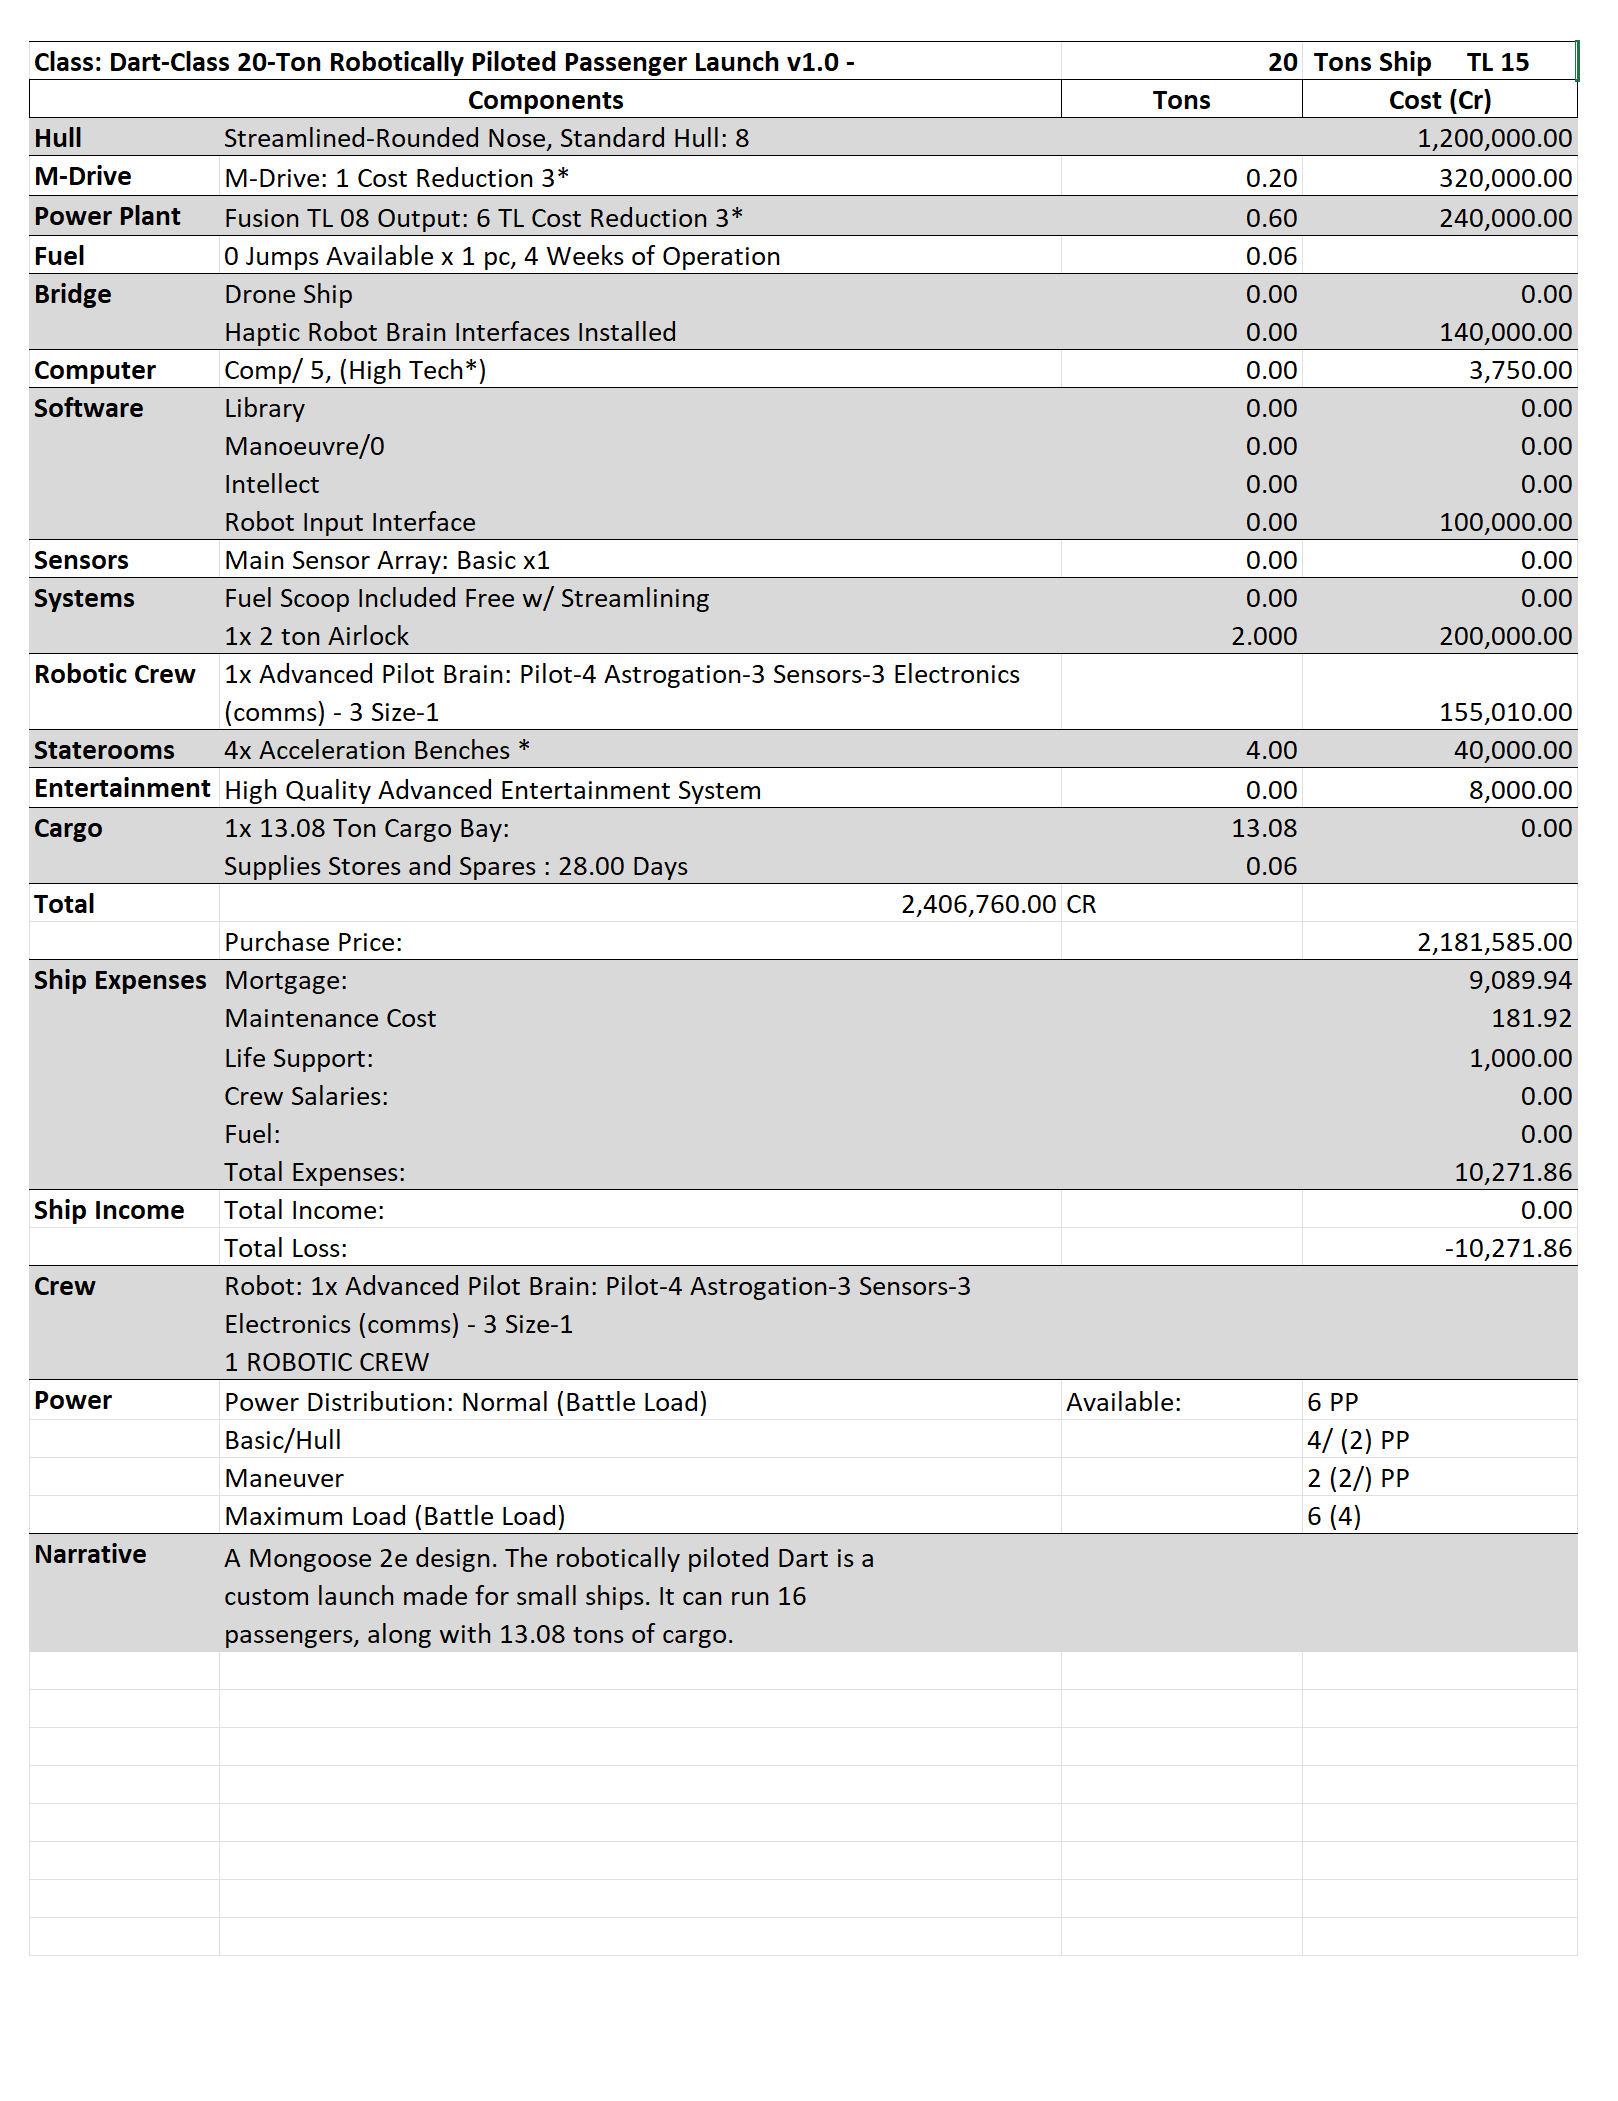 Class: Dart-Class 20-Ton Robotically Piloted Passenger Launch v1.0 - 20 Tons Ship TL 15
Components Tons Cost (Cr)
Hull Streamlined-Rounded Nose, Standard Hull: 8 1,200,000.00
M-Drive M-Drive: 1 Cost Reduction 3* 0.20 320,000.00
Power Plant Fusion TL 08 Output: 6 TL Cost Reduction 3* 0.60 240,000.00
Fuel 0 Jumps Available x 1 pc, 4 Weeks of Operation 0.06
Bridge Drone Ship 0.00 0.00
Haptic Robot Brain Interfaces Installed 0.00 140,000.00
Computer Comp/ 5, (High Tech*) 0.00 3,750.00
Software Library 0.00 0.00
Manoeuvre/0 0.00 0.00
Intellect 0.00 0.00
Robot Input Interface 0.00 100,000.00
Sensors Main Sensor Array: Basic x1 0.00 0.00
Systems Fuel Scoop Included Free w/ Streamlining 0.00 0.00
1x 2 ton Airlock 2.000 200,000.00
Robotic Crew 1x Advanced Pilot Brain: Pilot-4 Astrogation-3 Sensors-3 Electronics
(comms) - 3 Size-1 155,010.00
Staterooms 4x Acceleration Benches * 4.00 40,000.00
Entertainment High Quality Advanced Entertainment System 0.00 8,000.00
Cargo 1x 13.08 Ton Cargo Bay: 13.08 0.00
Supplies Stores and Spares : 28.00 Days 0.06
Total 2,406,760.00 CR
Purchase Price: 2,181,585.00
Ship Expenses Mortgage: 9,089.94
Maintenance Cost 181.92
Life Support: 1,000.00
Crew Salaries: 0.00
Fuel: 0.00
Total Expenses: 10,271.86
Ship Income Total Income: 0.00
Total Loss: -10,271.86
Crew Robot: 1x Advanced Pilot Brain: Pilot-4 Astrogation-3 Sensors-3
Electronics (comms) - 3 Size-1
1 ROBOTIC CREW
Power Power Distribution: Normal (Battle Load) Available: 6 PP
Basic/Hull 4/ (2) PP
Maneuver 2 (2/) PP
Maximum Load (Battle Load) 6 (4)
Narrative A Mongoose 2e design. The robotically piloted Dart is a
custom launch made for small ships. It can run 16
passengers, along with 13.08 tons of cargo.